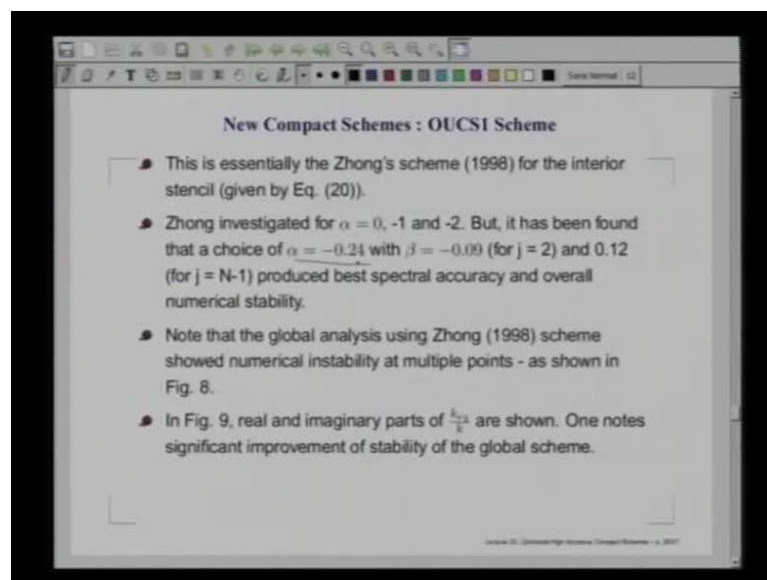 T
New Compact Schemes : OUCS1 Scheme
This is essentially the Zhong's scheme (1998) for the interior
stencil (given by Eq. (20)).
Zhong investigated for α = 0, -1 and -2. But, it has been found
that a choice of α = −0.24 with β = −0.09 (for j = 2) and 0.12
(for j = N-1) produced best spectral accuracy and overall
numerical stability.
Note that the global analysis using Zhong (1998) scheme
showed numerical instability at multiple points - as shown in
Fig. 8.
In Fig. 9, real and imaginary parts of are shown. One notes
significant improvement of stability of the global scheme.